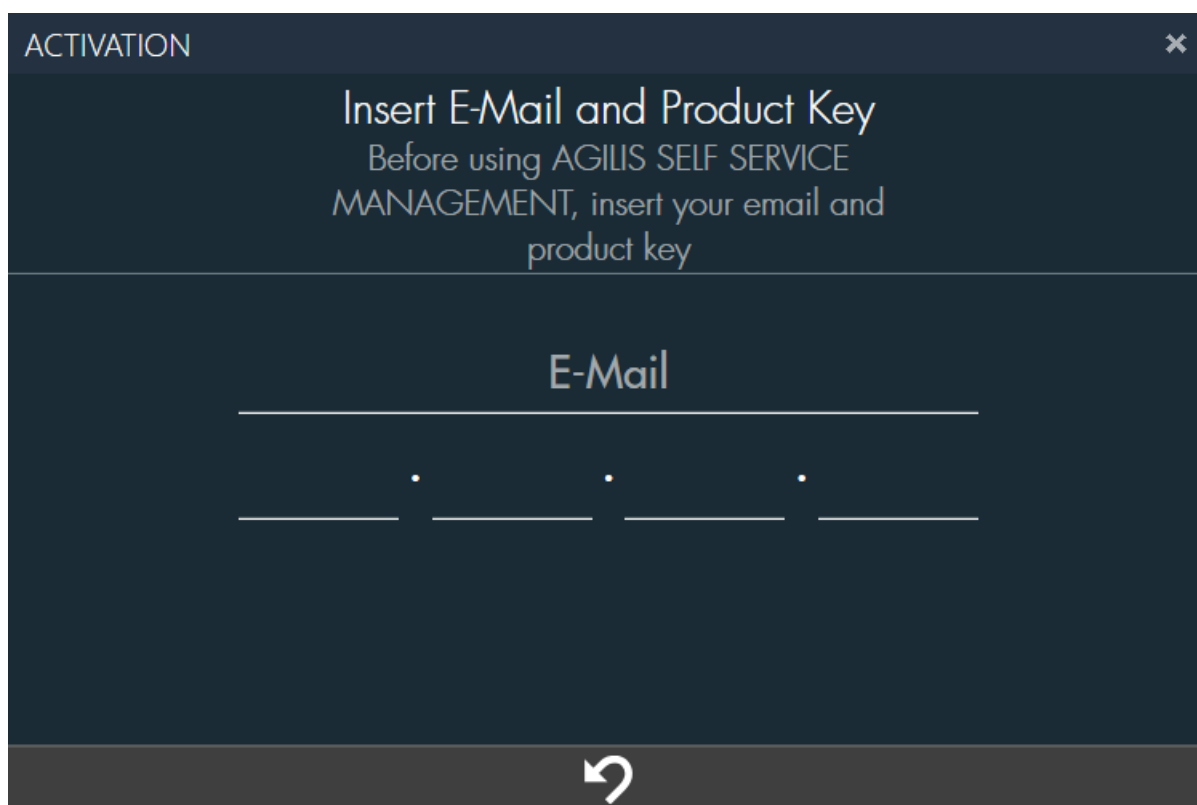 ACTIVATION
Insert E-Mail and Product Key
Before using AGILIS SELF SERVICE
MANAGEMENT, insert your email and
product key
E-Mail
. . .